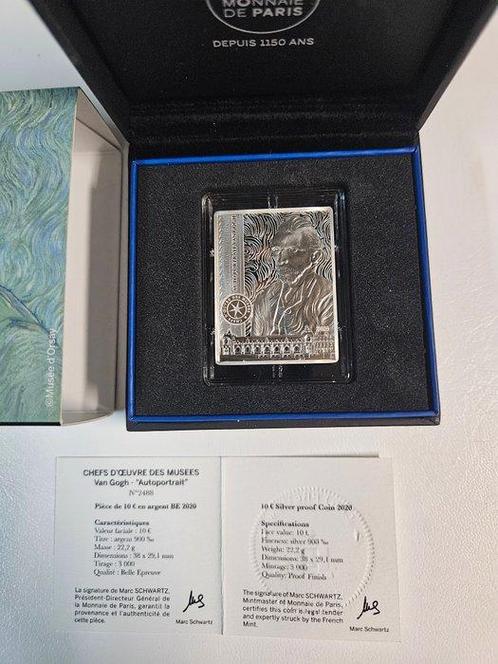 MONNAIE
DE PARIS
DEPUIS 1150 ANS
©Musée d'Orsay
2020
CHEFS D'ŒUVRE DES MUSEES
Van Gogh - "Autoportrait"
N°2488
Pièce de 10 € en argent BE 2020
Caractéristiques
Valeur faciale : 10 €
Titre : argent 900 ‰
Masse : 22,2 g
Dimensions : 38 x 29,1 mm
Tirage : 3 000
Qualité : Belle Epreuve
La signature de Marc SCHWARTZ,
Président-Directeur Général de
la Monnaie de Paris, garantit la
provenance et l'authenticité de
cette pièce.
Marc Schwartz
10 € Silver proof Coin 2020
Specifications
Face value: 10 €
Fineness: silver 900 ‰
Weight: 22,2 g
Dimensions: 38 x 29,1 mm
Mintage: 3 000
Quality: Proof Finish
The signature of Marc SCHWARTZ,
Mintmaster of Monnaie de Paris,
certifies this coin is legal tender
and expertly struck by the French
Mint.
Marc Schwartz